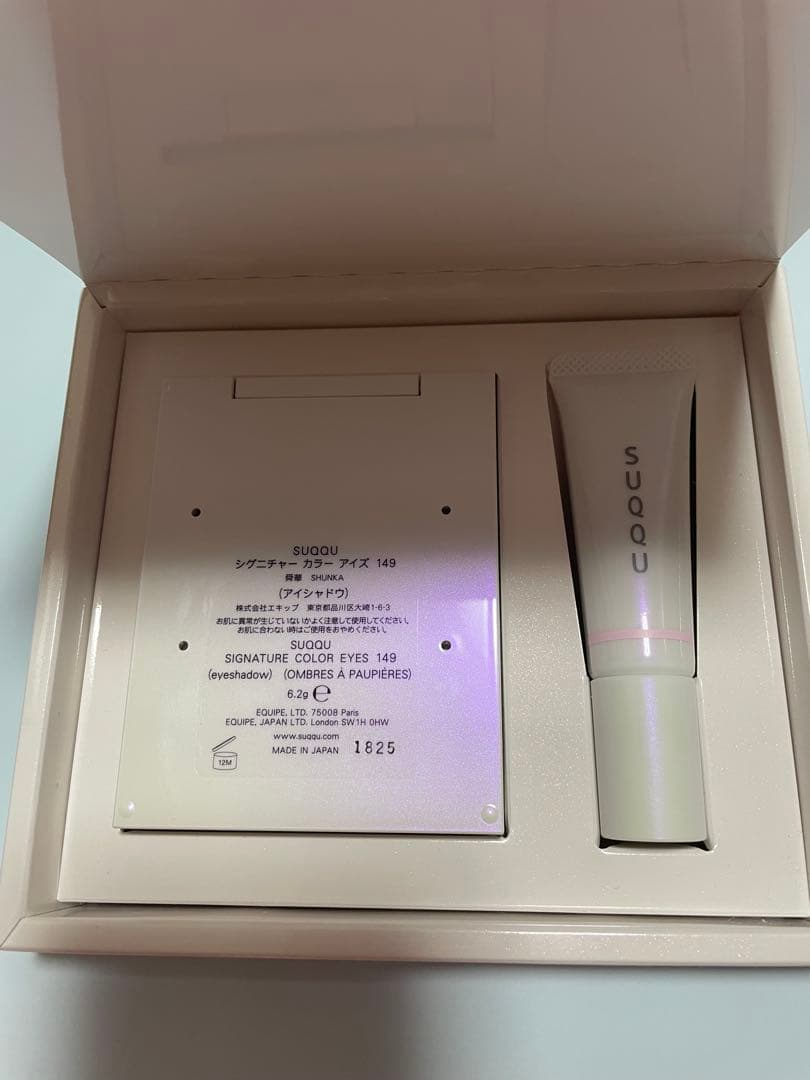 SUQQU
シグニチャー カラー アイズ 149
舜華 SHUNKA
(アイシャドウ)
株式会社エキップ 東京都品川区大崎1-6-3
お肌に異常が生じていないかよく注意して使用してください。
お肌に合わない時はご使用をおやめください。
SUQQU
SIGNATURE COLOR EYES 149
(eyeshadow) (OMBRES À PAUPIÈRES)
6.2g ℮
EQUIPE, LTD. 75008 Paris
EQUIPE, JAPAN LTD. London SW1H 0HW
www.suqqu.com
MADE IN JAPAN 1825
12M
SUQQU